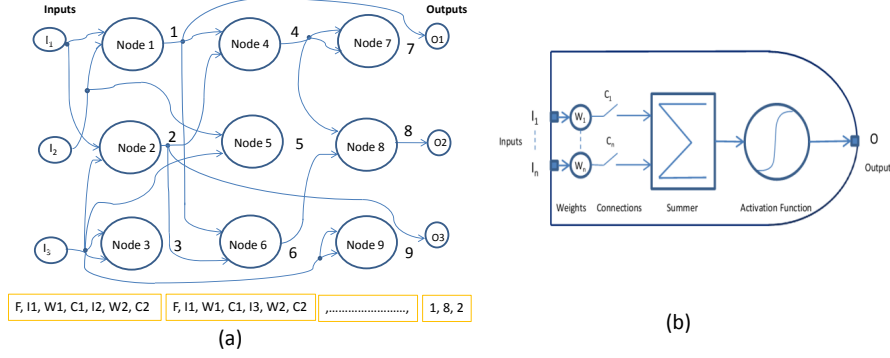 Inputs
Outputs
I1
Node 1
1
Node 4
4
Node 7
7
O1
I2
Node 2
2
Node 5
5
Node 8
8
O2
I3
Node 3
3
Node 6
6
Node 9
9
O3
F, I1, W1, C1, I2, W2, C2
F, I1, W1, C1, I3, W2, C2
,........................,
1, 8, 2
(a)
I1
W1
C1
Inputs
In
Wn
Cn
O
Output
Weights
Connections
Summer
Activation Function
(b)